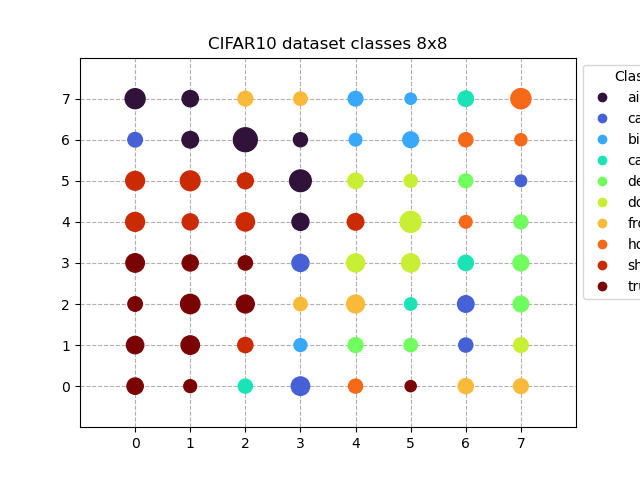 CIFAR10 dataset classes 8x8
Clas
ai
7
ca
bi
6
ca
de
5
do
fro
4
ho
sh
3
tru
2
1
0
0 1 2 3 4 5 6 7